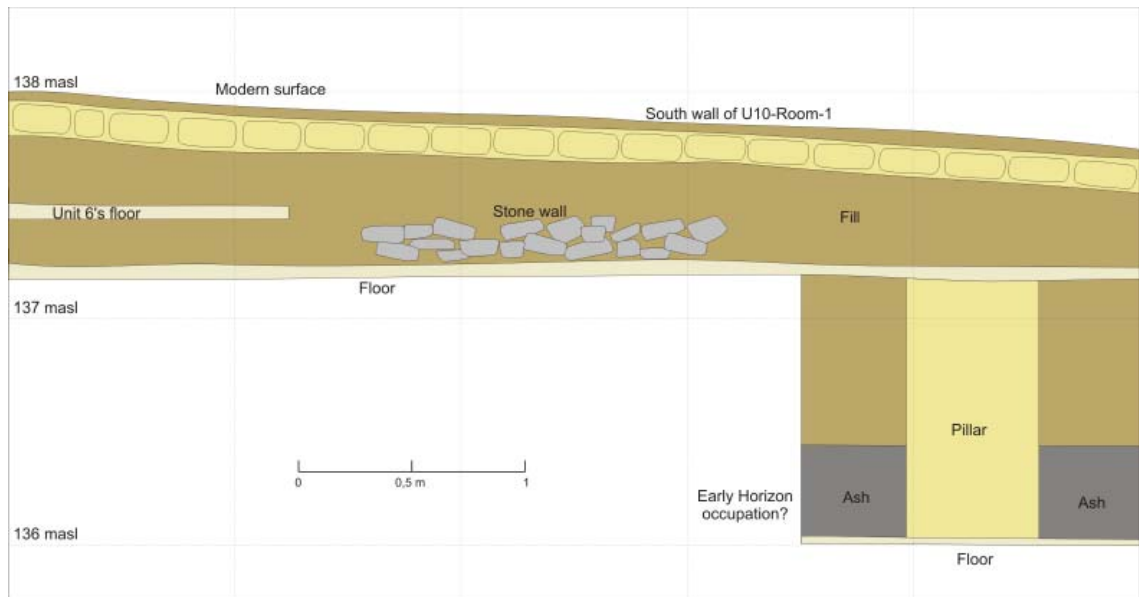 138 masl
Modern surface
South wall of U10-Room-1
Unit 6's floor
Stone wall
Fill
Floor
137 masl
Pillar
0
0,5 m
1
Early Horizon
occupation?
Ash
Ash
136 masl
Floor